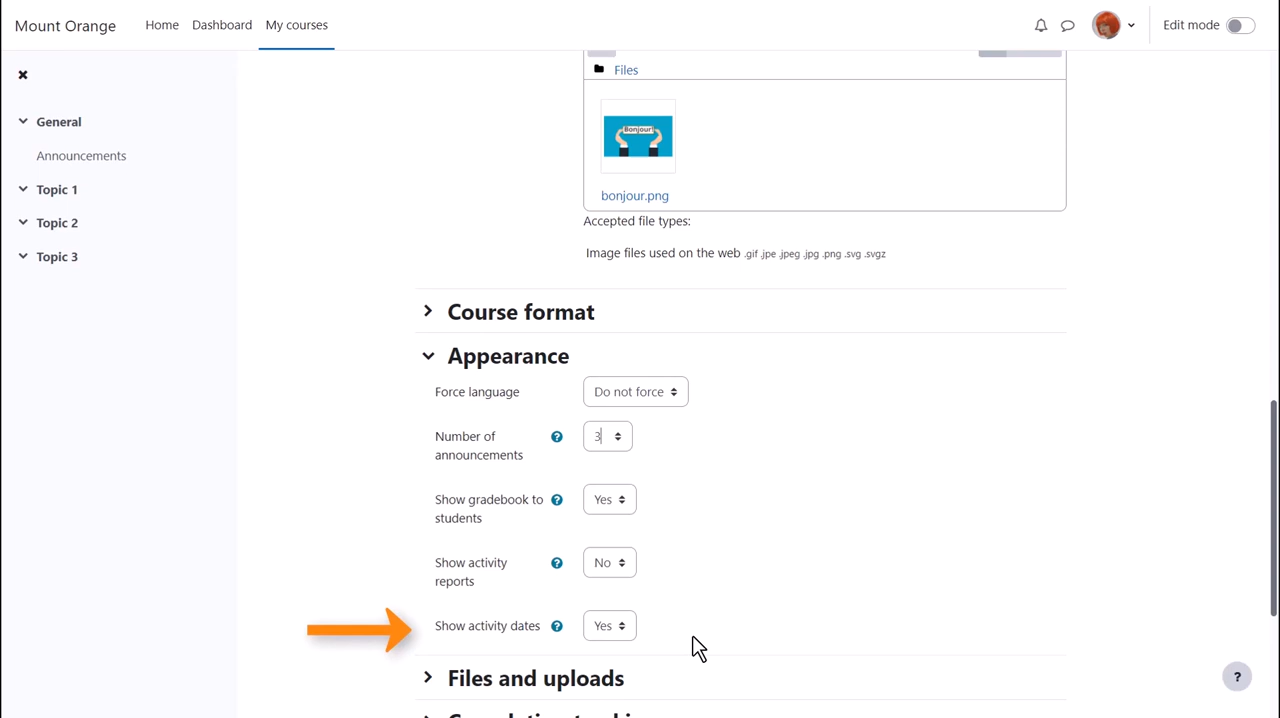 Mount Orange
Home
Dashboard
My courses
Edit mode
General
Announcements
Topic 1
Topic 2
Topic 3
Files
Bonjour!
bonjour.png
Accepted file types:
Image files used on the web .gif .jpe .jpeg .jpg .png .svg .svgz
Course format
Appearance
Force language
Do not force
Number of
announcements
3
Show gradebook to
students
Yes
Show activity
reports
No
Show activity dates
Yes
Files and uploads
?